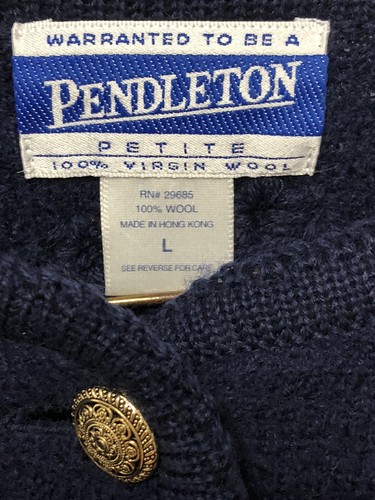 WARRANTED TO BE A
PENDLETON
PETITE
100% VIRGIN WOOL
RN# 29685
100% WOOL
MADE IN HONG KONG
L
SEE REVERSE FOR CARE